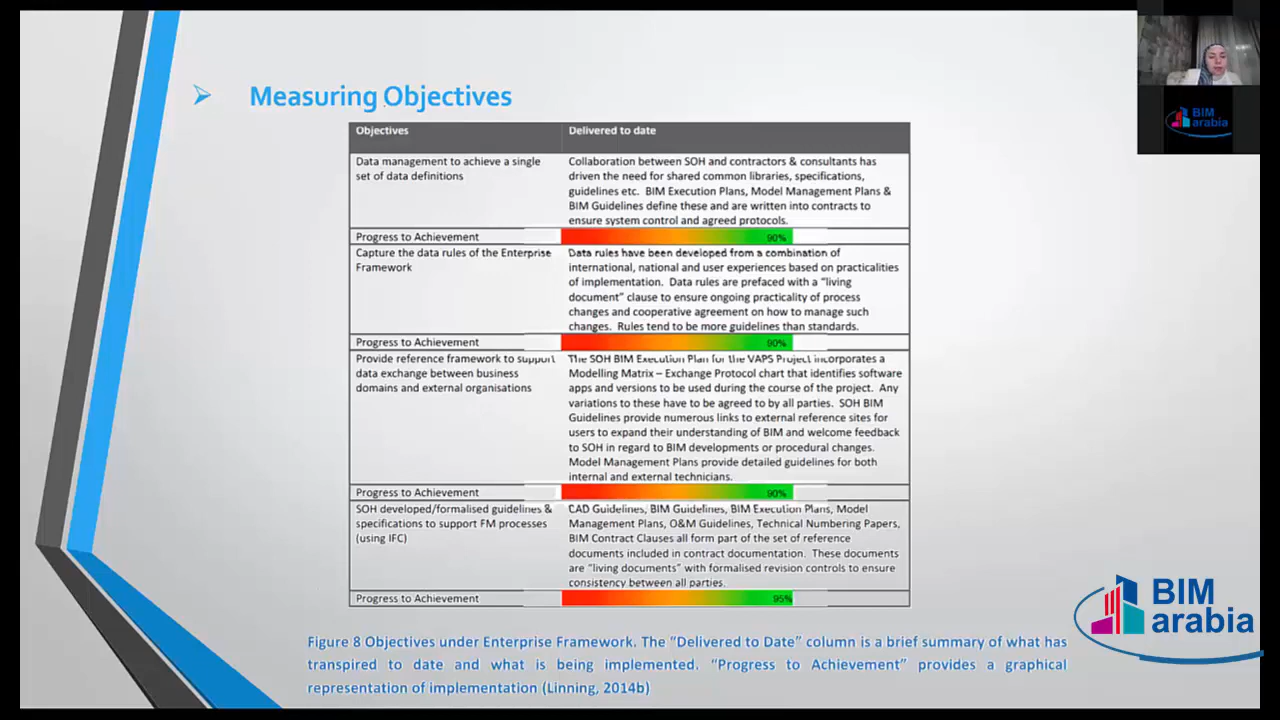 Measuring Objectives
Objectives
Delivered to date
Data management to achieve a single
set of data definitions
Collaboration between SOH and contractors & consultants has
driven the need for shared common libraries, specifications,
guidelines etc. BIM Execution Plans, Model Management Plans &
BIM Guidelines define these and are written into contracts to
ensure system control and agreed protocols.
Progress to Achievement
90%
Capture the data rules of the Enterprise
Framework
Data rules have been developed from a combination of
international, national and user experiences based on practicalities
of implementation. Data rules are prefaced with a "living
document" clause to ensure ongoing practicality of process
changes and cooperative agreement on how to manage such
changes. Rules tend to be more guidelines than standards.
Progress to Achievement
90%
Provide reference framework to support
data exchange between business
domains and external organisations
The SOH BIM Execution Plan for the VAPS Project incorporates a
Modelling Matrix – Exchange Protocol chart that identifies software
apps and versions to be used during the course of the project. Any
variations to these have to be agreed to by all parties. SOH BIM
Guidelines provide numerous links to external reference sites for
users to expand their understanding of BIM and welcome feedback
to SOH in regard to BIM developments or procedural changes.
Model Management Plans provide detailed guidelines for both
internal and external technicians.
Progress to Achievement
90%
SOH developed/formalised guidelines &
specifications to support FM processes
(using IFC)
CAD Guidelines, BIM Guidelines, BIM Execution Plans, Model
Management Plans, O&M Guidelines, Technical Numbering Papers,
BIM Contract Clauses all form part of the set of reference
documents included in contract documentation. These documents
are "living documents" with formalised revision controls to ensure
consistency between all parties.
Progress to Achievement
95%
Figure 8 Objectives under Enterprise Framework. The "Delivered to Date" column is a brief summary of what has
transpired to date and what is being implemented. "Progress to Achievement" provides a graphical
representation of implementation (Linning, 2014b)
BIM
arabia
BIM
arabia